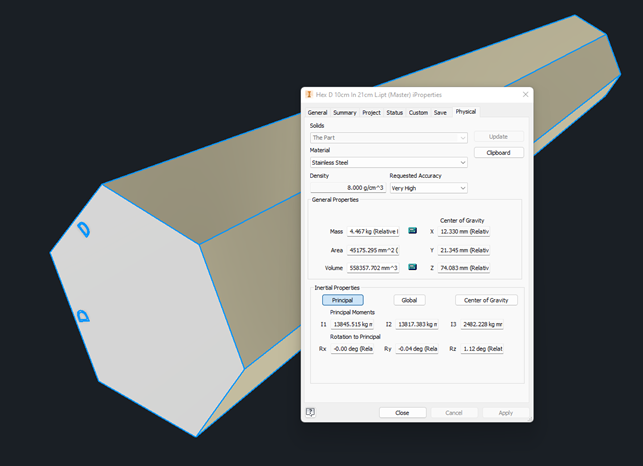 Hex D 10cm In 21cm L.ipt (Master) iProperties
General Summary Project Status Custom Save Physical
Solids
The Part Update
Material
Stainless Steel Clipboard
Density Requested Accuracy
8.000 g/cm^3 Very High
General Properties
Center of Gravity
Mass 4.467 kg (Relative X 12.330 mm (Relativ
Area 45175.295 mm^2 ( Y 21.345 mm (Relativ
Volume 558357.702 mm^3 Z 74.083 mm (Relativ
Inertial Properties
Principal Global Center of Gravity
Principal Moments
I1 13845.515 kg m I2 13817.383 kg m I3 2482.228 kg mm
Rotation to Principal
Rx -0.00 deg (Rela Ry -0.04 deg (Rela Rz 1.12 deg (Relat
Close Cancel Apply
D
D